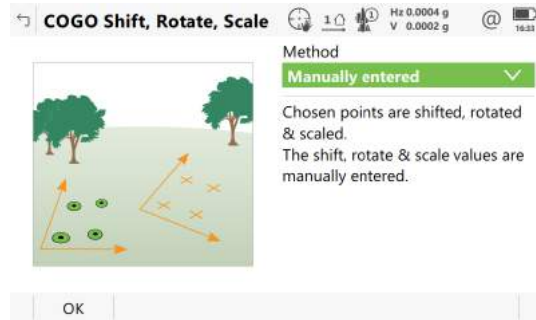 COGO Shift, Rotate, Scale
1
1
Hz 0.0004 g
V 0.0002 g
@
16:33
Method
Manually entered
Chosen points are shifted, rotated
& scaled.
The shift, rotate & scale values are
manually entered.
OK